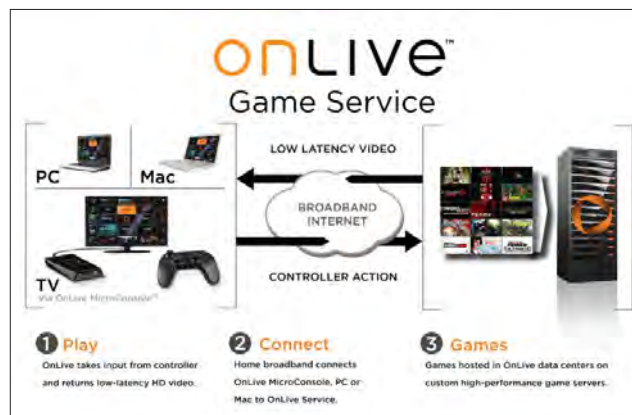 onLIVE™
Game Service
PC
Mac
LOW LATENCY VIDEO
BROADBAND
INTERNET
CONTROLLER ACTION
TV
Via OnLive MicroConsole™
1 Play
OnLive takes input from controller
and returns low-latency HD video.
2 Connect
Home broadband connects
OnLive MicroConsole, PC or
Mac to OnLive Service.
3 Games
Games hosted in OnLive data centers on
custom high-performance game servers.